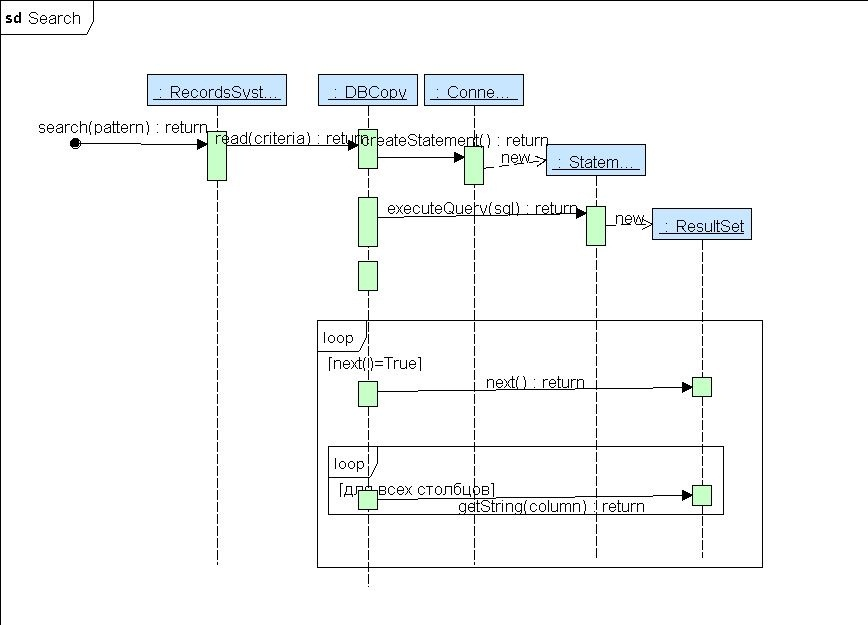 sd Search
: RecordsSyst...
: DBCopy
: Conne...
search(pattern) : return
read(criteria) : return
createStatement() : return
new
: Statem...
executeQuery(sql) : return
new
: ResultSet
loop
[next()=True]
next() : return
loop
[для всех столбцов]
getString(column) : return